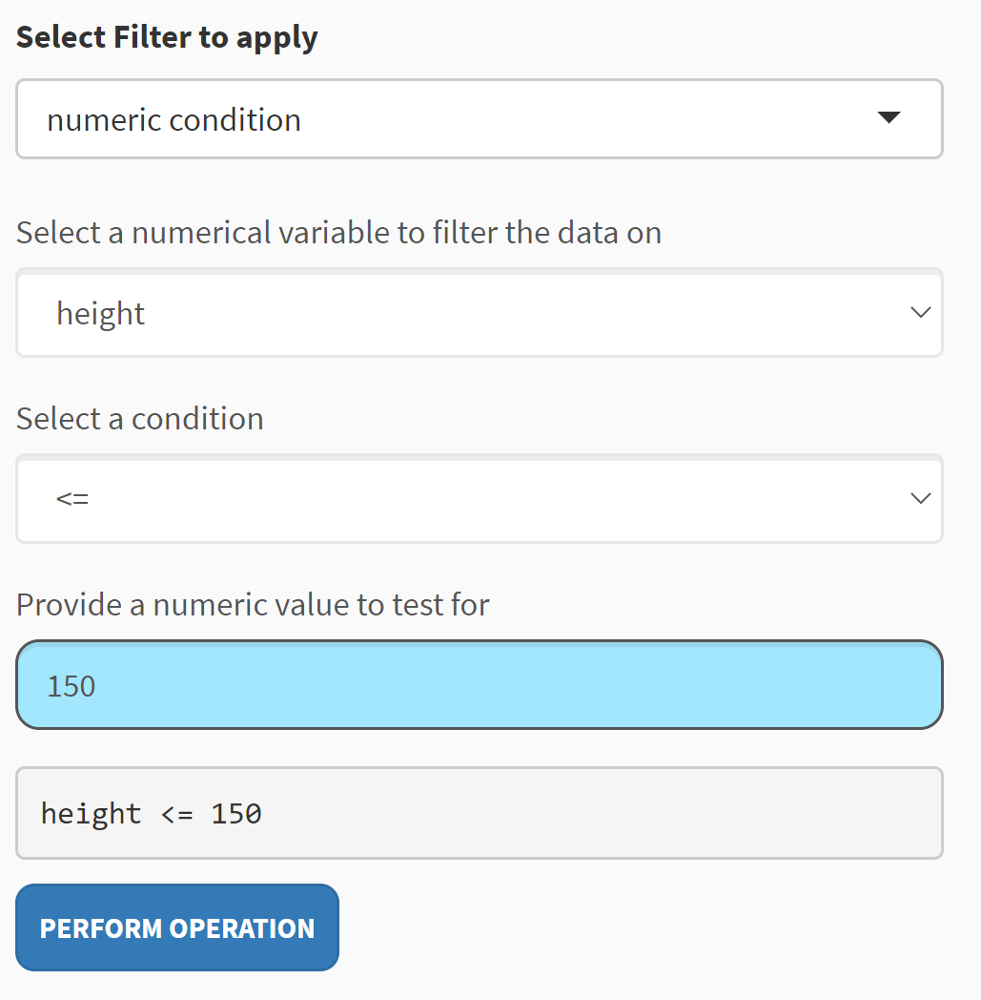 Select Filter to apply
numeric condition
Select a numerical variable to filter the data on
height
Select a condition
<=
Provide a numeric value to test for
150
height <= 150
PERFORM OPERATION